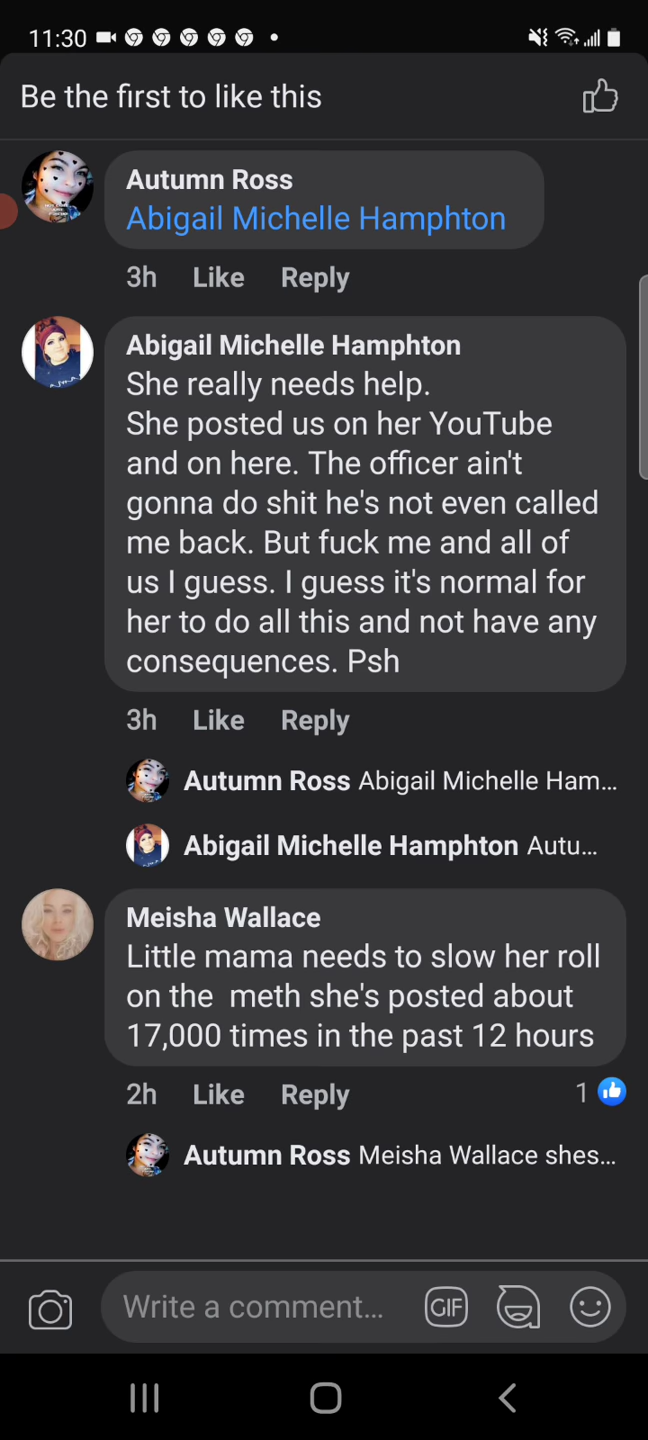 11:30
Be the first to like this
Autumn Ross
Abigail Michelle Hamphton
3h Like Reply
Abigail Michelle Hamphton
She really needs help.
She posted us on her YouTube
and on here. The officer ain't
gonna do shit he's not even called
me back. But fuck me and all of
us I guess. I guess it's normal for
her to do all this and not have any
consequences. Psh
3h Like Reply
Autumn Ross Abigail Michelle Ham...
Abigail Michelle Hamphton Autu...
Meisha Wallace
Little mama needs to slow her roll
on the meth she's posted about
17,000 times in the past 12 hours
2h Like Reply 1
Autumn Ross Meisha Wallace shes...
Write a comment... GIF